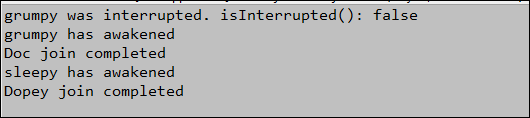 grumpy was interrupted. isInterrupted(): false
grumpy has awakened
Doc join completed
sleepy has awakened
Dopey join completed